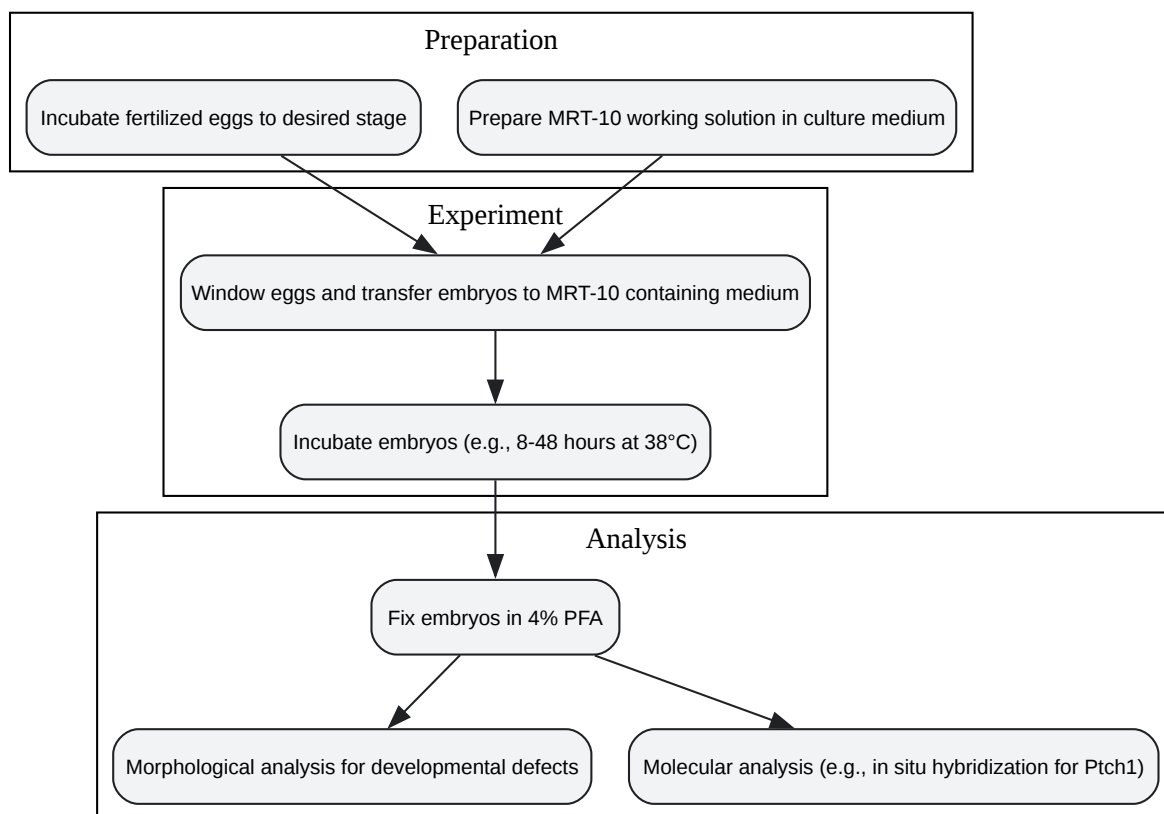 Preparation
Incubate fertilized eggs to desired stage
Prepare MRT-10 working solution in culture medium
Experiment
Window eggs and transfer embryos to MRT-10 containing medium
Incubate embryos (e.g., 8-48 hours at 38°C)
Analysis
Fix embryos in 4% PFA
Morphological analysis for developmental defects
Molecular analysis (e.g., in situ hybridization for Ptch1)